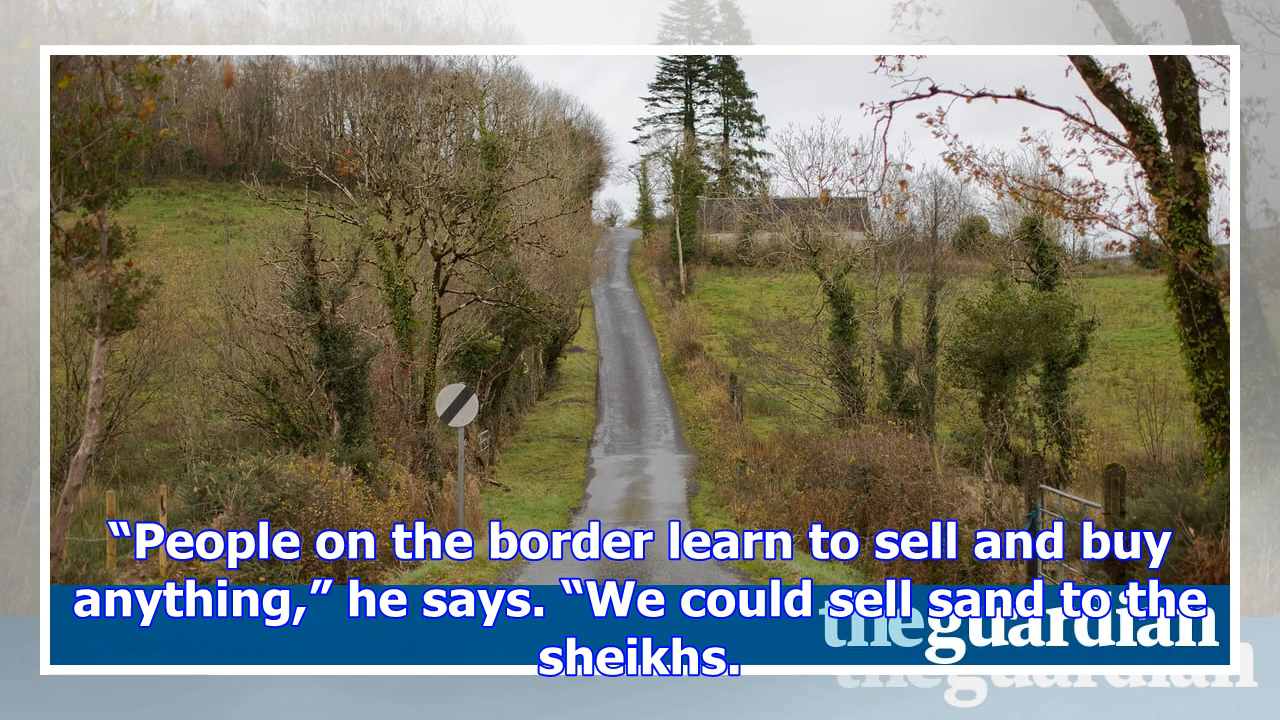 “People on the border learn to sell and buy
anything,” he says. “We could sell sand to the
sheikhs.
theguardian
theguardian